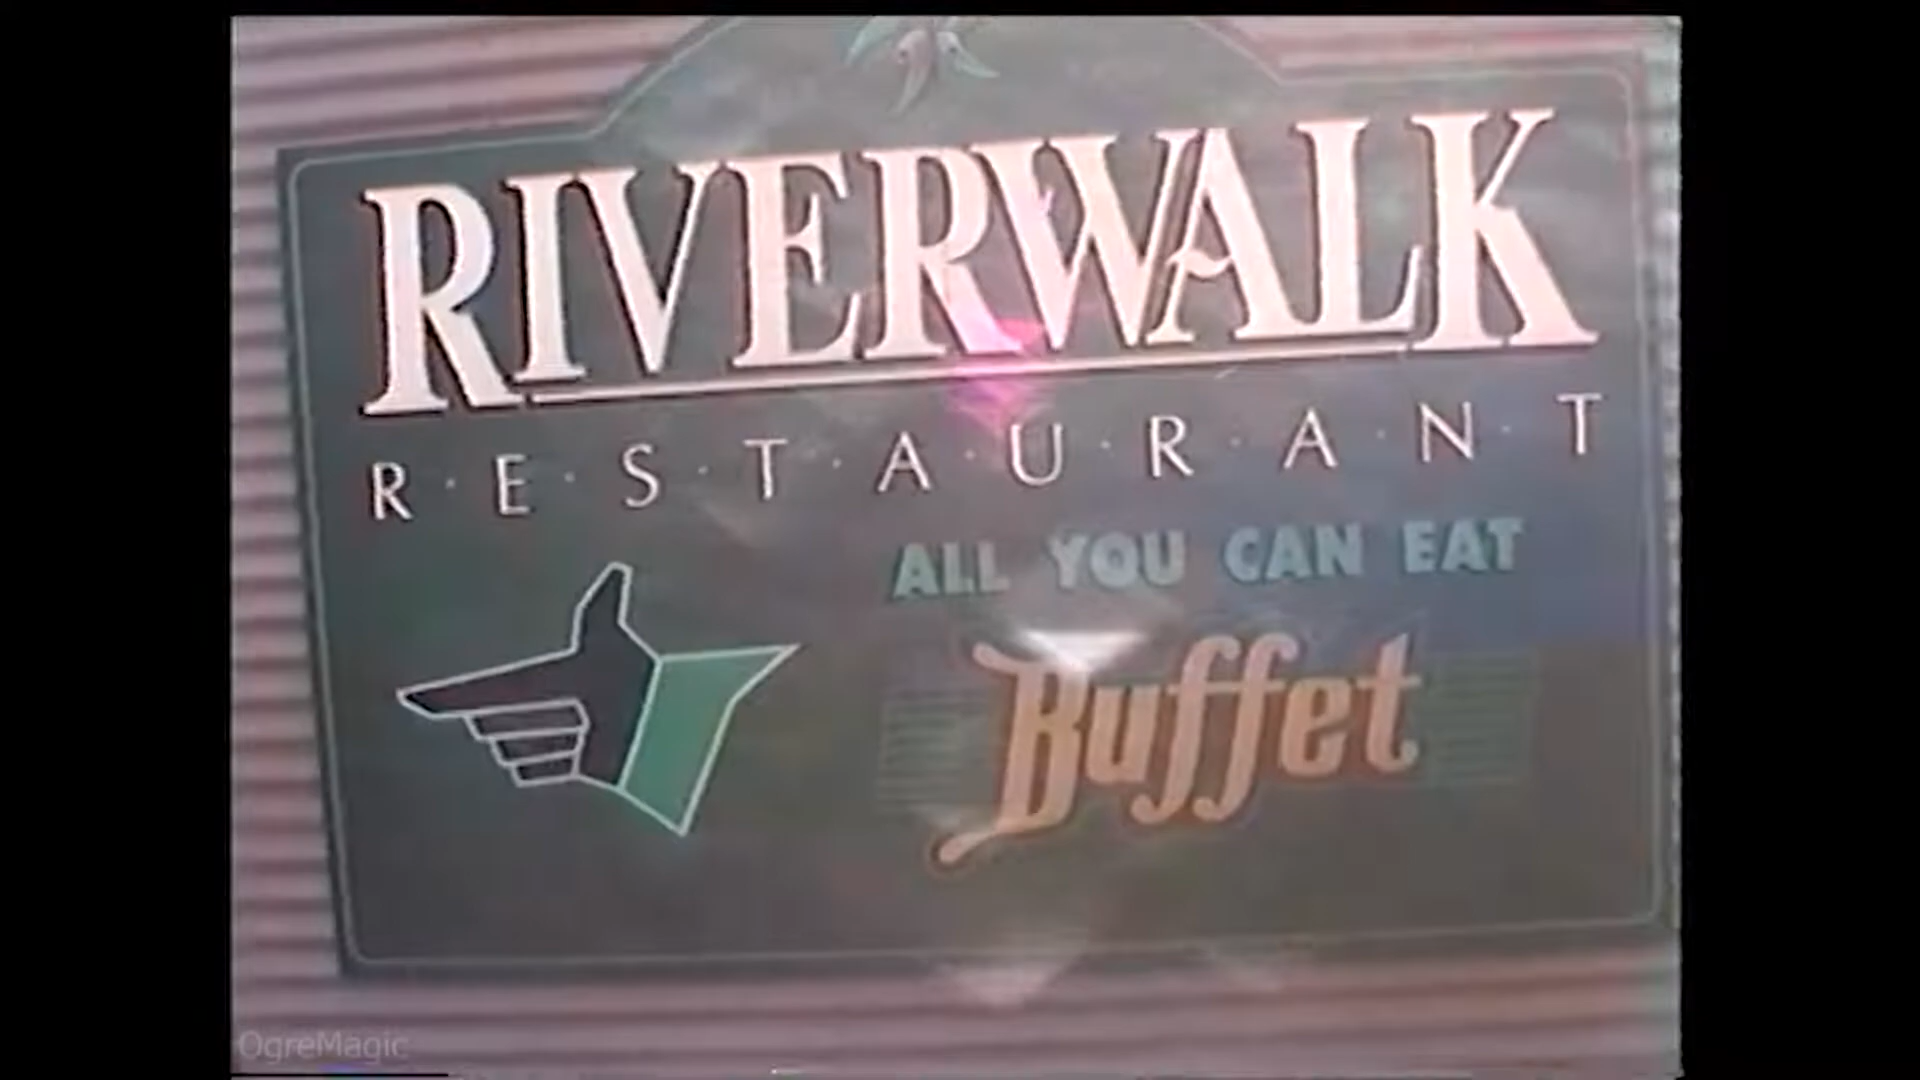 RIVERWALK
R·E·S·T·A·U·R·A·N·T
ALL YOU CAN EAT
Buffet
OgreMagic